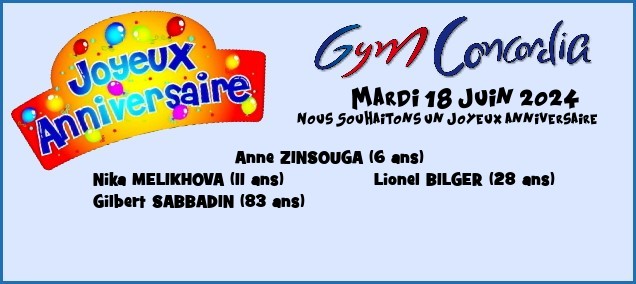 Joyeux
Anniversaire
Gym Concordia
Mardi 18 Juin 2024
Nous souhaitons un joyeux anniversaire
Anne ZINSOUGA (6 ans)
Nika MELIKHOVA (11 ans) Lionel BILGER (28 ans)
Gilbert SABBADIN (83 ans)